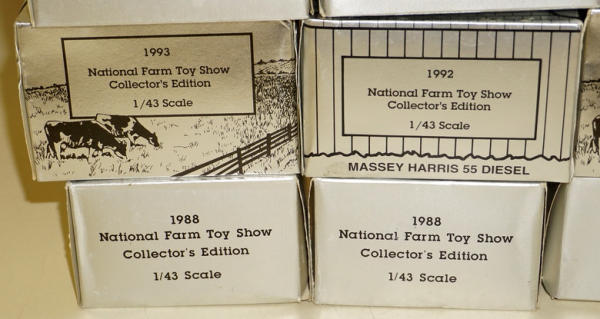 1993
National Farm Toy Show
Collector's Edition
1/43 Scale
1992
National Farm Toy Show
Collector's Edition
1/43 Scale
MASSEY HARRIS 55 DIESEL
1988
National Farm Toy Show
Collector's Edition
1/43 Scale
1988
National Farm Toy Show
Collector's Edition
1/43 Scale